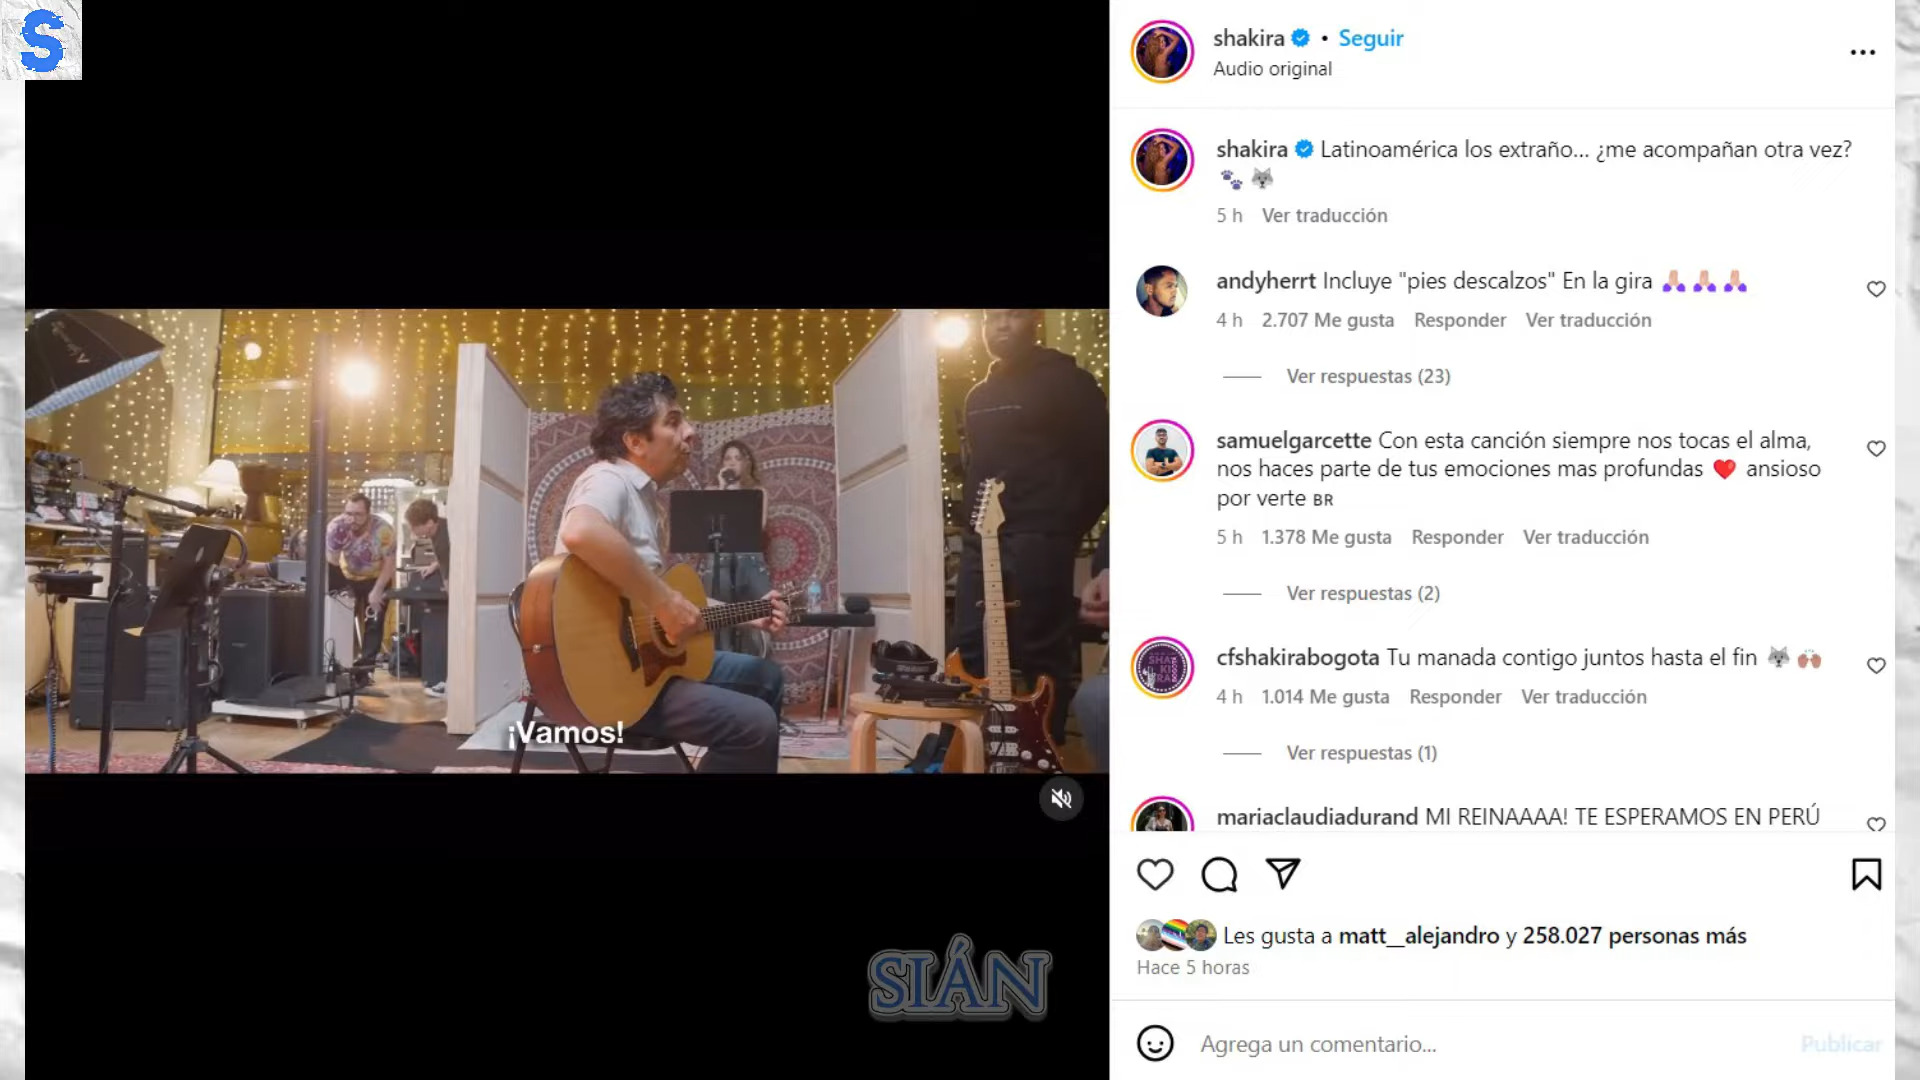 S
¡Vamos!
SIÁN
shakira • Seguir
Audio original
shakira Latinoamérica los extraño... ¿me acompañan otra vez?
5 h Ver traducción
andyherrt Incluye "pies descalzos" En la gira
4 h 2.707 Me gusta Responder Ver traducción
Ver respuestas (23)
samuelgarcette Con esta canción siempre nos tocas el alma,
nos haces parte de tus emociones mas profundas ansioso
por verte BR
5 h 1.378 Me gusta Responder Ver traducción
Ver respuestas (2)
cfshakirabogota Tu manada contigo juntos hasta el fin
4 h 1.014 Me gusta Responder Ver traducción
Ver respuestas (1)
mariaclaudiadurand MI REINAAAA! TE ESPERAMOS EN PERÚ
Les gusta a matt__alejandro y 258.027 personas más
Hace 5 horas
Agrega un comentario...
Publicar